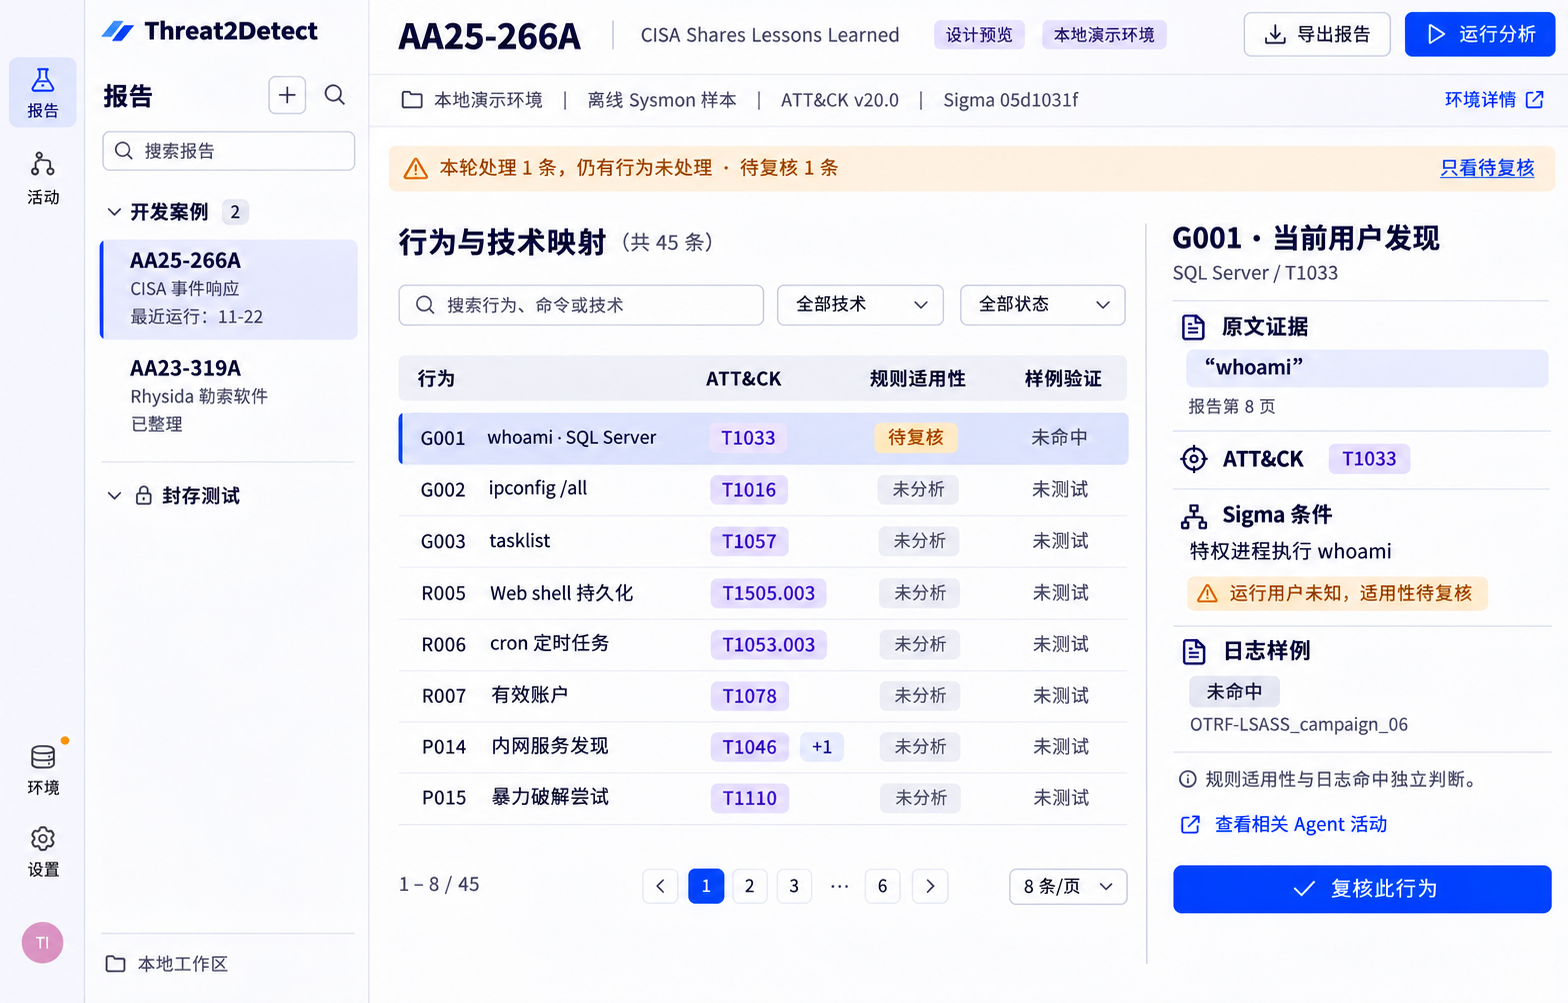 Threat2Detect
报告
活动
环境
设置
TI
报告
搜索报告
开发案例 2
AA25-266A
CISA 事件响应
最近运行：11-22
AA23-319A
Rhysida 勒索软件
已整理
封存测试
本地工作区
AA25-266A
CISA Shares Lessons Learned
设计预览
本地演示环境
导出报告
运行分析
本地演示环境 | 离线 Sysmon 样本 | ATT&CK v20.0 | Sigma 05d1031f
环境详情
本轮处理 1 条，仍有行为未处理 · 待复核 1 条
只看待复核
行为与技术映射（共 45 条）
搜索行为、命令或技术
全部技术
全部状态
行为 ATT&CK 规则适用性 样例验证
G001 whoami · SQL Server T1033 待复核 未命中
G002 ipconfig /all T1016 未分析 未测试
G003 tasklist T1057 未分析 未测试
R005 Web shell 持久化 T1505.003 未分析 未测试
R006 cron 定时任务 T1053.003 未分析 未测试
R007 有效账户 T1078 未分析 未测试
P014 内网服务发现 T1046 +1 未分析 未测试
P015 暴力破解尝试 T1110 未分析 未测试
1 – 8 / 45
1 2 3 ··· 6
8 条/页
G001 · 当前用户发现
SQL Server / T1033
原文证据
“whoami”
报告第 8 页
ATT&CK T1033
Sigma 条件
特权进程执行 whoami
运行用户未知，适用性待复核
日志样例
未命中
OTRF-LSASS_campaign_06
规则适用性与日志命中独立判断。
查看相关 Agent 活动
复核此行为